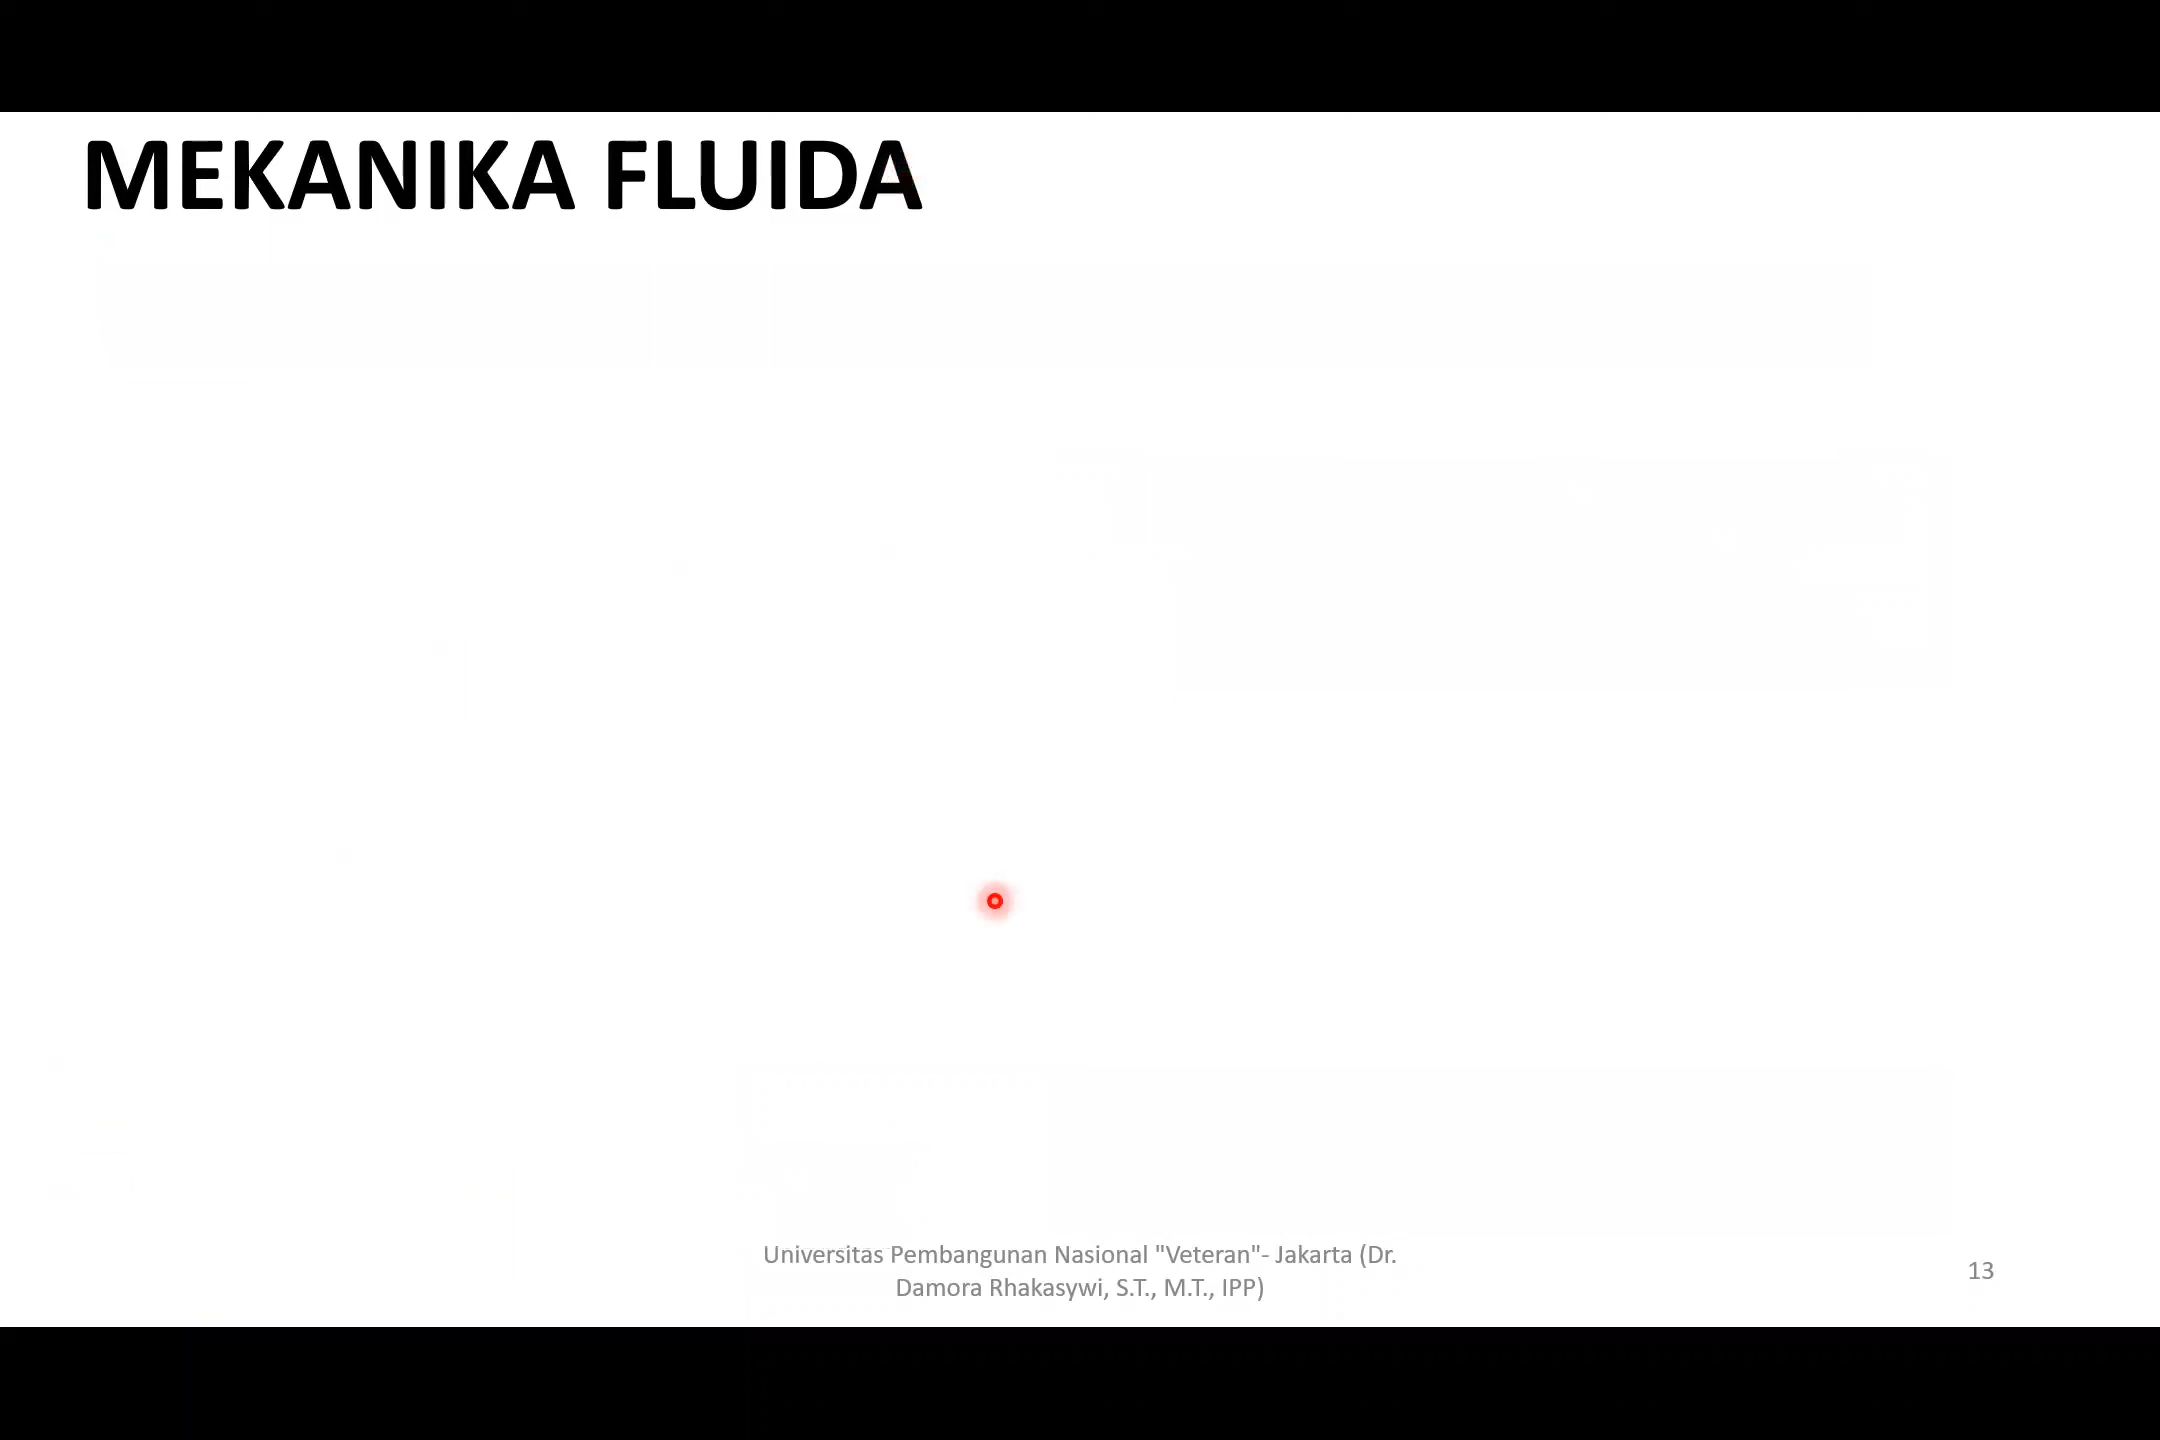 MEKANIKA FLUIDA
Universitas Pembangunan Nasional "Veteran"- Jakarta (Dr.
Damora Rhakasywi, S.T., M.T., IPP)
13